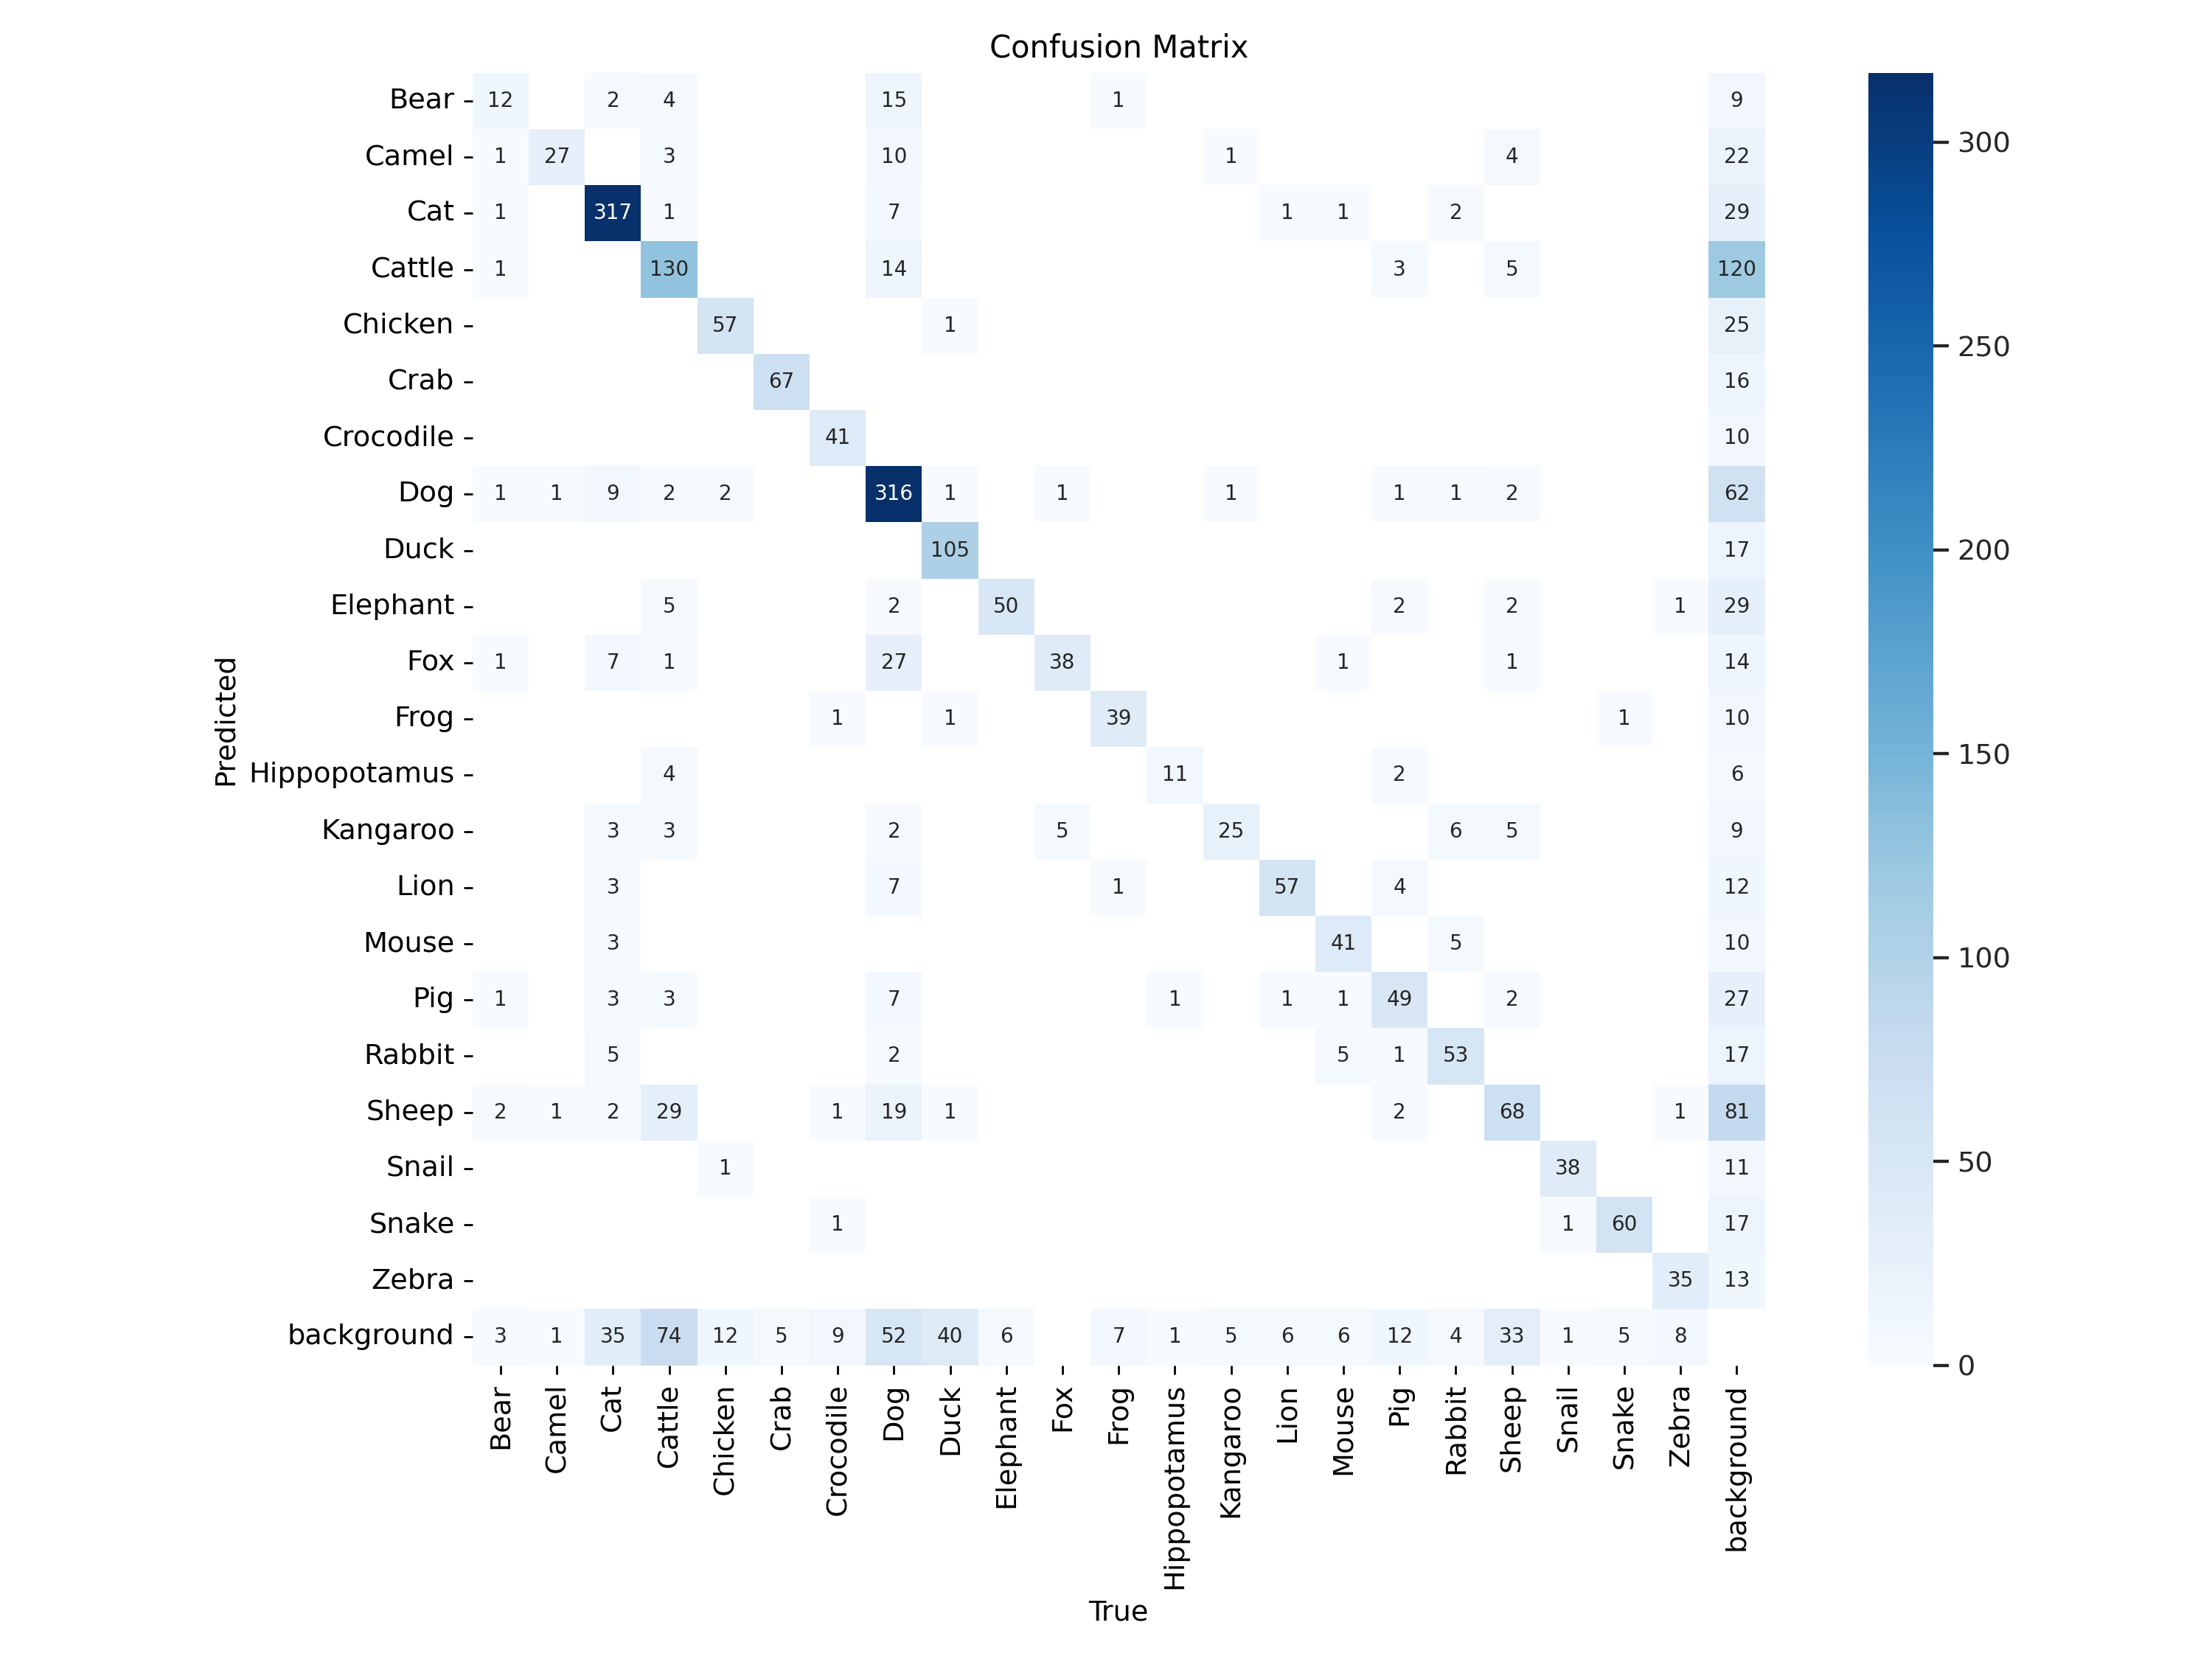 Confusion Matrix
Bear 12 2 4 15 1 9
Camel 1 27 3 10 1 4 22
Cat 1 317 1 7 1 1 2 29
Cattle 1 130 14 3 5 120
Chicken 57 1 25
Crab 67 16
Crocodile 41 10
Dog 1 1 9 2 2 316 1 1 1 1 1 2 62
Duck 105 17
Elephant 5 2 50 2 2 1 29
Fox 1 7 1 27 38 1 1 14
Frog 1 1 39 1 10
Hippopotamus 4 11 2 6
Kangaroo 3 3 2 5 25 6 5 9
Lion 3 7 1 57 4 12
Mouse 3 41 5 10
Pig 1 3 3 7 1 1 1 49 2 27
Rabbit 5 2 5 1 53 17
Sheep 2 1 2 29 1 19 1 2 68 1 81
Snail 1 38 11
Snake 1 1 60 17
Zebra 35 13
background 3 1 35 74 12 5 9 52 40 6 7 1 5 6 6 12 4 33 1 5 8
Predicted
Bear Camel Cat Cattle Chicken Crab Crocodile Dog Duck Elephant Fox Frog Hippopotamus Kangaroo Lion Mouse Pig Rabbit Sheep Snail Snake Zebra background
True
300
250
200
150
100
50
0